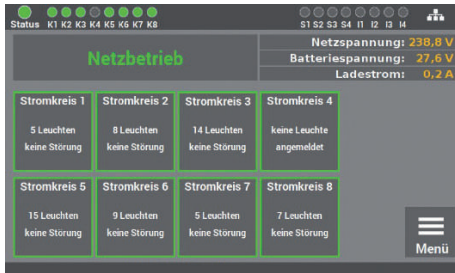 Status K1 K2 K3 K4 K5 K6 K7 K8
S1 S2 S3 S4 I1 I2 I3 I4
Netzbetrieb
Netzspannung: 238,8 V
Batteriespannung: 27,6 V
Ladestrom: 0,2 A
Stromkreis 1
5 Leuchten
keine Störung
Stromkreis 2
8 Leuchten
keine Störung
Stromkreis 3
14 Leuchten
keine Störung
Stromkreis 4
keine Leuchte
angemeldet
Stromkreis 5
15 Leuchten
keine Störung
Stromkreis 6
9 Leuchten
keine Störung
Stromkreis 7
5 Leuchten
keine Störung
Stromkreis 8
7 Leuchten
keine Störung
Menü